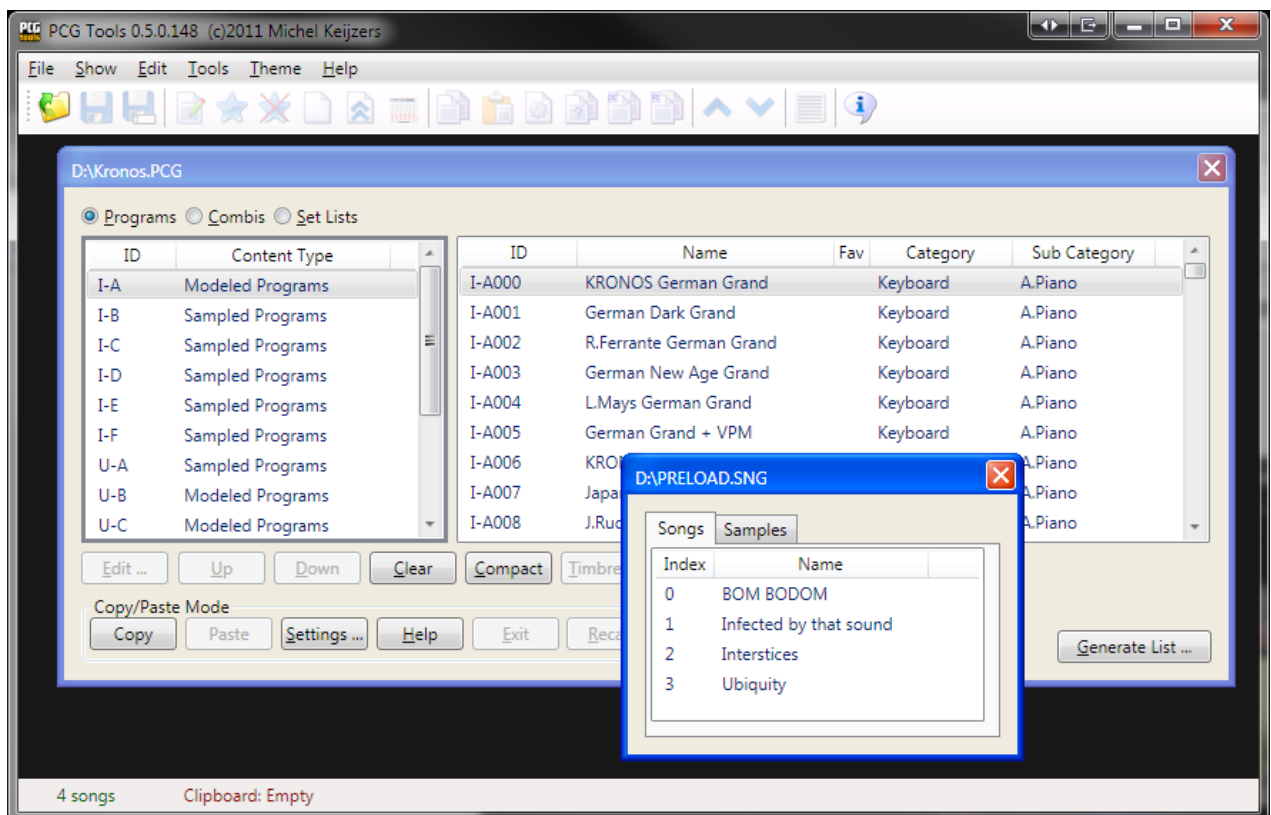 PCG Tools 0.5.0.148 (c)2011 Michel Keijzers
File Show Edit Tools Theme Help
D:\Kronos.PCG
Programs Combis Set Lists
ID Content Type
I-A Modeled Programs
I-B Sampled Programs
I-C Sampled Programs
I-D Sampled Programs
I-E Sampled Programs
I-F Sampled Programs
U-A Sampled Programs
U-B Modeled Programs
U-C Modeled Programs
ID Name Fav Category Sub Category
I-A000 KRONOS German Grand Keyboard A.Piano
I-A001 German Dark Grand Keyboard A.Piano
I-A002 R.Ferrante German Grand Keyboard A.Piano
I-A003 German New Age Grand Keyboard A.Piano
I-A004 L.Mays German Grand Keyboard A.Piano
I-A005 German Grand + VPM Keyboard A.Piano
I-A006 A.Piano
I-A007 A.Piano
I-A008 A.Piano
Edit ... Up Down Clear Compact Timbre
Copy/Paste Mode
Copy Paste Settings ... Help Exit
Generate List ...
D:\PRELOAD.SNG
Songs Samples
Index Name
0 BOM BODOM
1 Infected by that sound
2 Interstices
3 Ubiquity
4 songs Clipboard: Empty